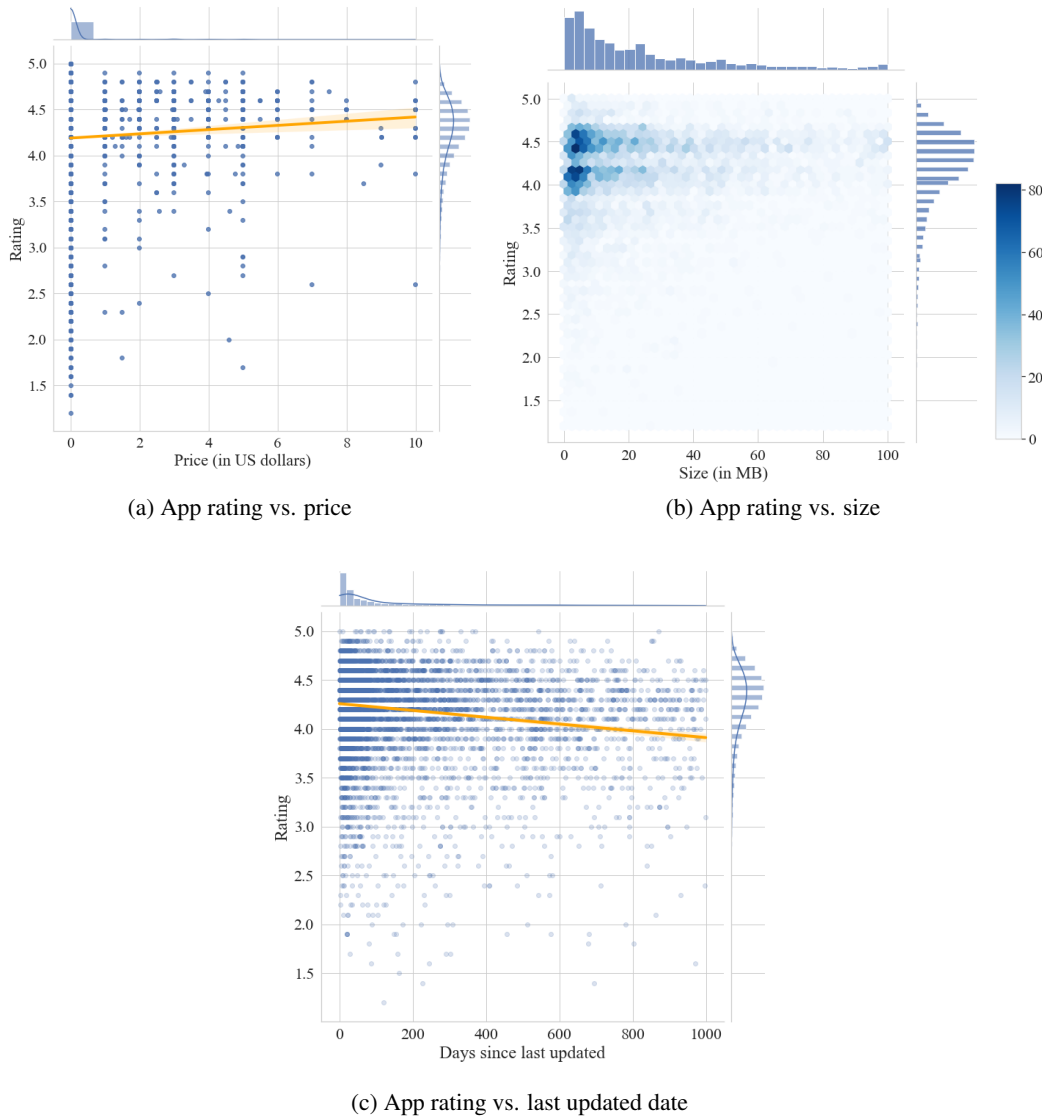 5.0
4.5
4.0
3.5
3.0
2.5
2.0
1.5
Rating
0 2 4 6 8 10
Price (in US dollars)
(a) App rating vs. price
5.0
4.5
4.0
3.5
3.0
2.5
2.0
1.5
Rating
0 20 40 60 80 100
Size (in MB)
80
60
40
20
0
(b) App rating vs. size
5.0
4.5
4.0
3.5
3.0
2.5
2.0
1.5
Rating
0 200 400 600 800 1000
Days since last updated
(c) App rating vs. last updated date